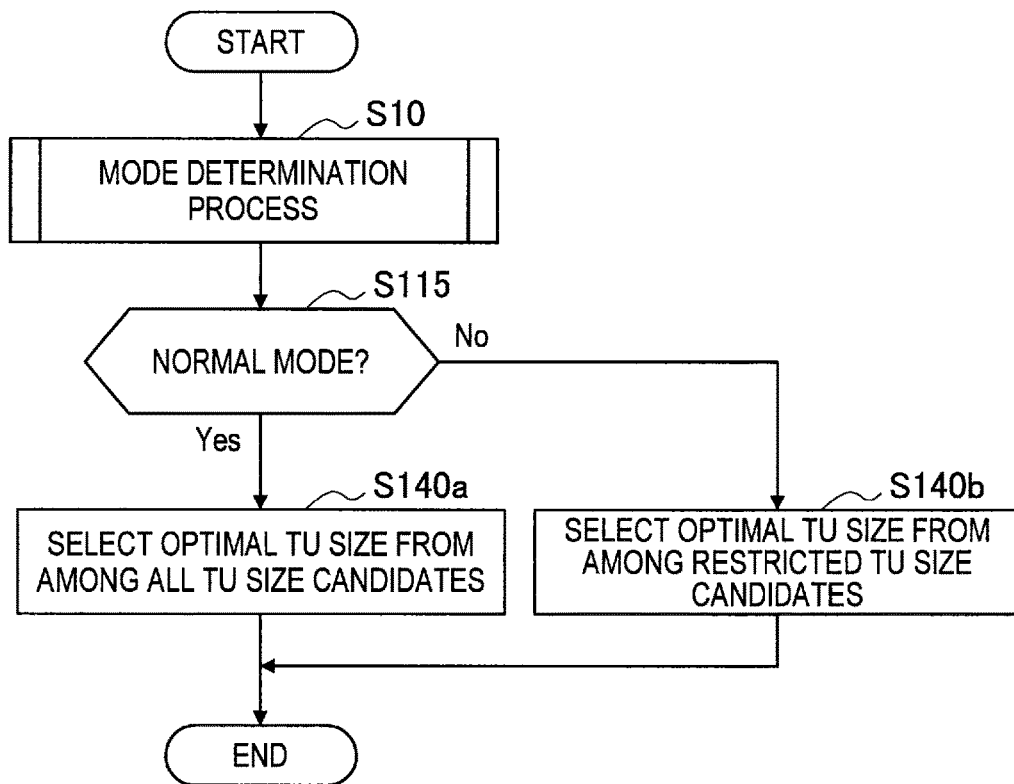 START
S10
MODE DETERMINATION
PROCESS
S115
NORMAL MODE?
No
Yes
S140a
SELECT OPTIMAL TU SIZE FROM
AMONG ALL TU SIZE CANDIDATES
S140b
SELECT OPTIMAL TU SIZE FROM
AMONG RESTRICTED TU SIZE
CANDIDATES
END